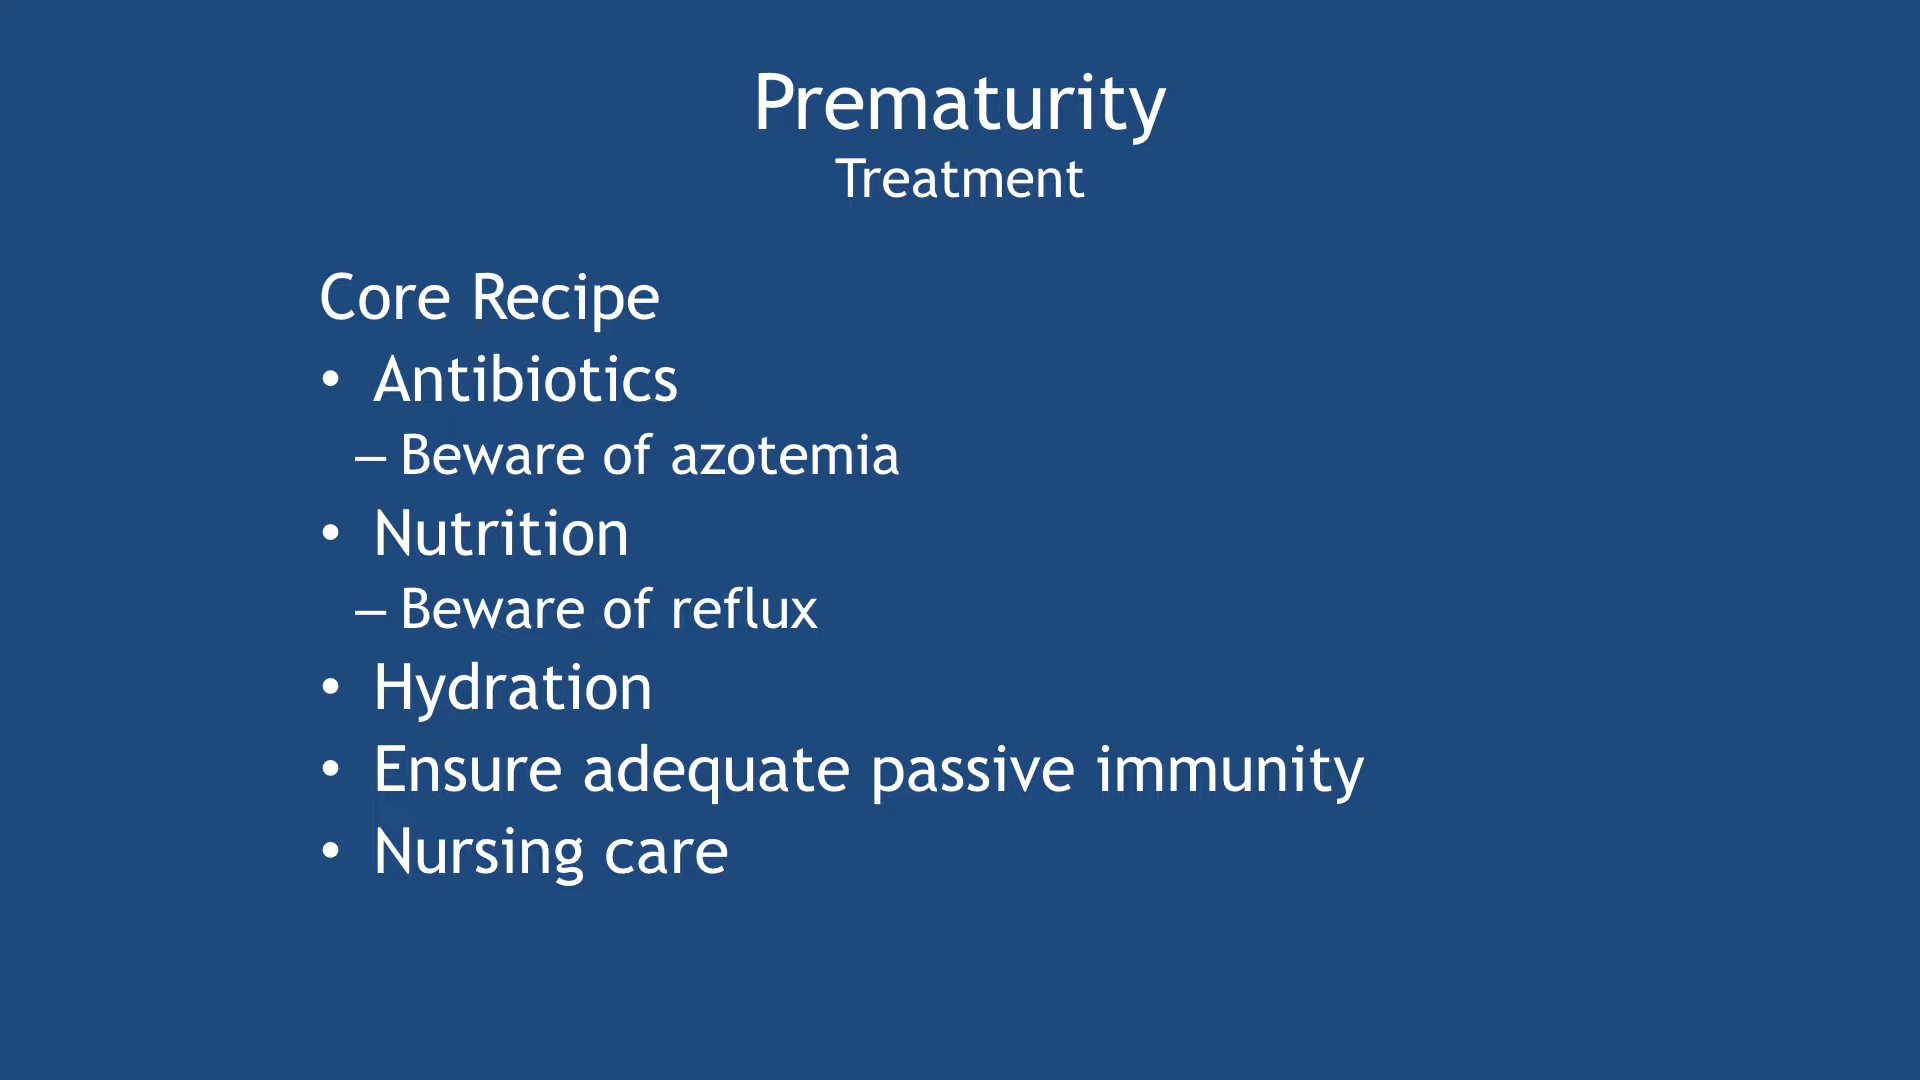 Prematurity
Treatment
Core Recipe
• Antibiotics
– Beware of azotemia
• Nutrition
– Beware of reflux
• Hydration
• Ensure adequate passive immunity
• Nursing care